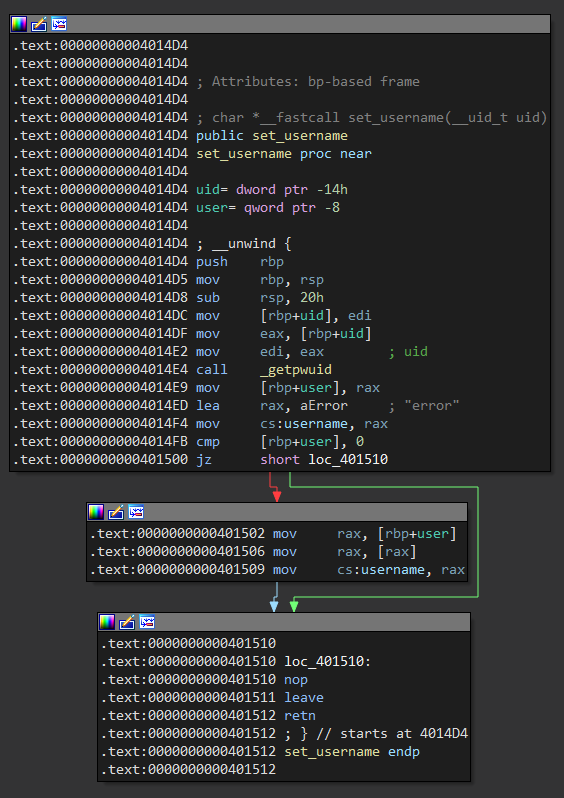 .text:00000000004014D4
.text:00000000004014D4
.text:00000000004014D4 ; Attributes: bp-based frame
.text:00000000004014D4
.text:00000000004014D4 ; char *__fastcall set_username(__uid_t uid)
.text:00000000004014D4 public set_username
.text:00000000004014D4 set_username proc near
.text:00000000004014D4
.text:00000000004014D4 uid= dword ptr -14h
.text:00000000004014D4 user= qword ptr -8
.text:00000000004014D4
.text:00000000004014D4 ; __unwind {
.text:00000000004014D4 push    rbp
.text:00000000004014D5 mov     rbp, rsp
.text:00000000004014D8 sub     rsp, 20h
.text:00000000004014DC mov     [rbp+uid], edi
.text:00000000004014DF mov     eax, [rbp+uid]
.text:00000000004014E2 mov     edi, eax        ; uid
.text:00000000004014E4 call    _getpwuid
.text:00000000004014E9 mov     [rbp+user], rax
.text:00000000004014ED lea     rax, aError     ; "error"
.text:00000000004014F4 mov     cs:username, rax
.text:00000000004014FB cmp     [rbp+user], 0
.text:0000000000401500 jz      short loc_401510
.text:0000000000401502 mov     rax, [rbp+user]
.text:0000000000401506 mov     rax, [rax]
.text:0000000000401509 mov     cs:username, rax
.text:0000000000401510
.text:0000000000401510 loc_401510:
.text:0000000000401510 nop
.text:0000000000401511 leave
.text:0000000000401512 retn
.text:0000000000401512 ; } // starts at 4014D4
.text:0000000000401512 set_username endp
.text:0000000000401512